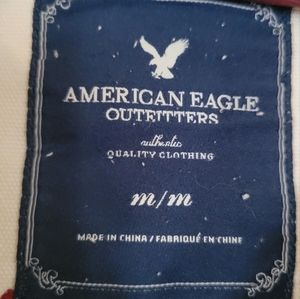 AMERICAN EAGLE
OUTFITTERS
authentic
QUALITY CLOTHING
m/m
MADE IN CHINA / FABRIQUÉ EN CHINE